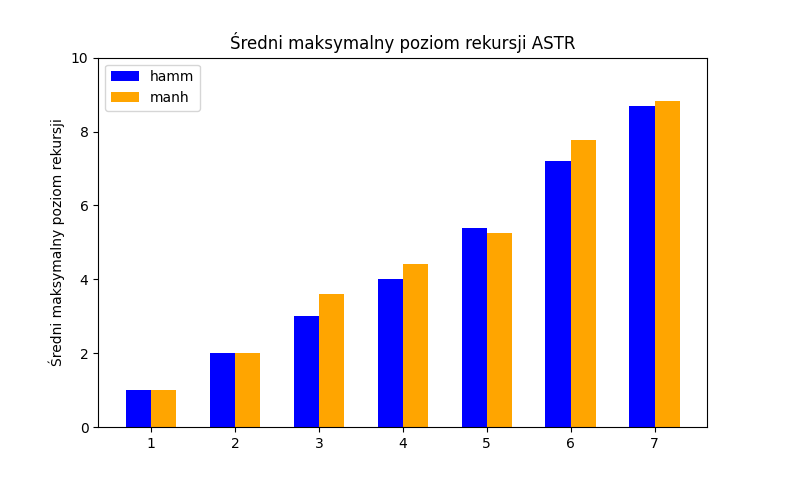 Średni maksymalny poziom rekursji ASTR
hamm
manh
Średni maksymalny poziom rekursji
10
8
6
4
2
0
1 2 3 4 5 6 7